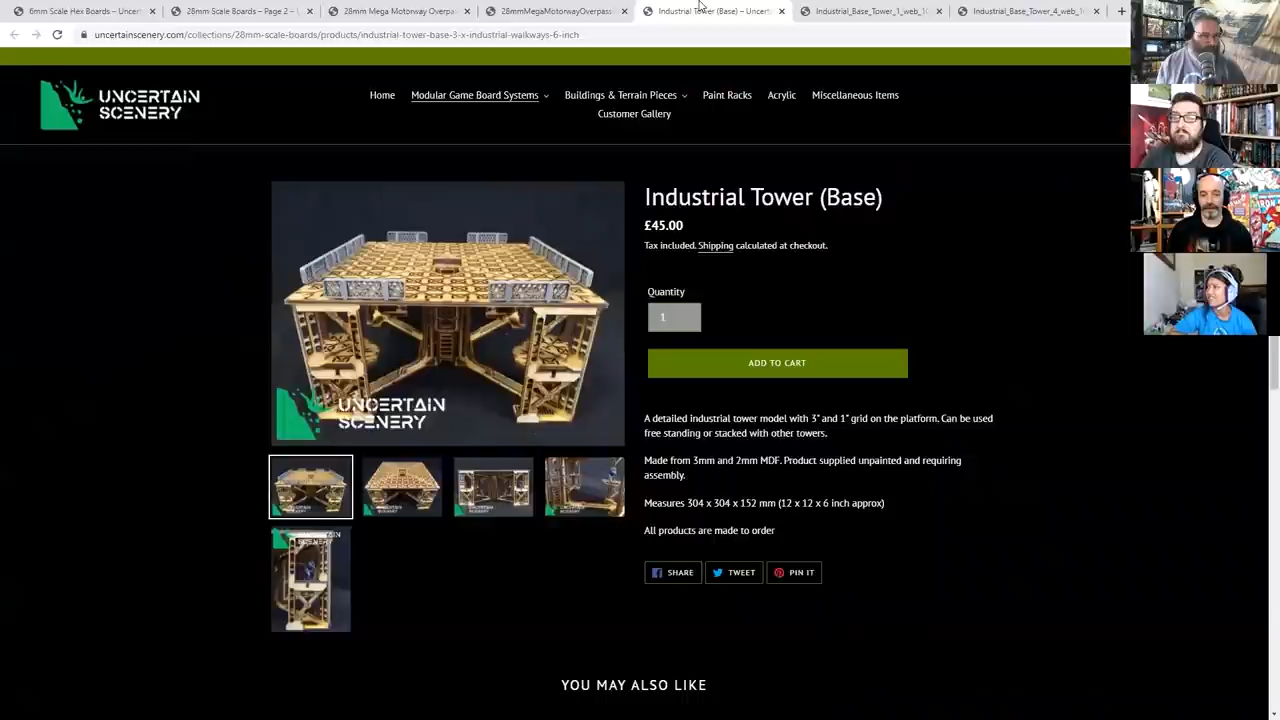 6mm Scale Hex Boards – Uncert
28mm Scale Boards – Page 2 – U
28mm Mega Motorway Overpa
28mmMegaMotorwayOverpas
Industrial Tower (Base) – Uncert
Industrial_Base_Tower_1_web_10
Industrial_Base_Tower_4_web_10
uncertainscenery.com/collections/28mm-scale-boards/products/industrial-tower-base-3-x-industrial-walkways-6-inch
UNCERTAIN
SCENERY
Home
Modular Game Board Systems
Buildings & Terrain Pieces
Paint Racks
Acrylic
Miscellaneous Items
Customer Gallery
Industrial Tower (Base)
£45.00
Tax included. Shipping calculated at checkout.
Quantity
1
ADD TO CART
A detailed industrial tower model with 3" and 1" grid on the platform. Can be used
free standing or stacked with other towers.
Made from 3mm and 2mm MDF. Product supplied unpainted and requiring
assembly.
Measures 304 x 304 x 152 mm (12 x 12 x 6 inch approx)
All products are made to order
SHARE
TWEET
PIN IT
UNCERTAIN
SCENERY
YOU MAY ALSO LIKE